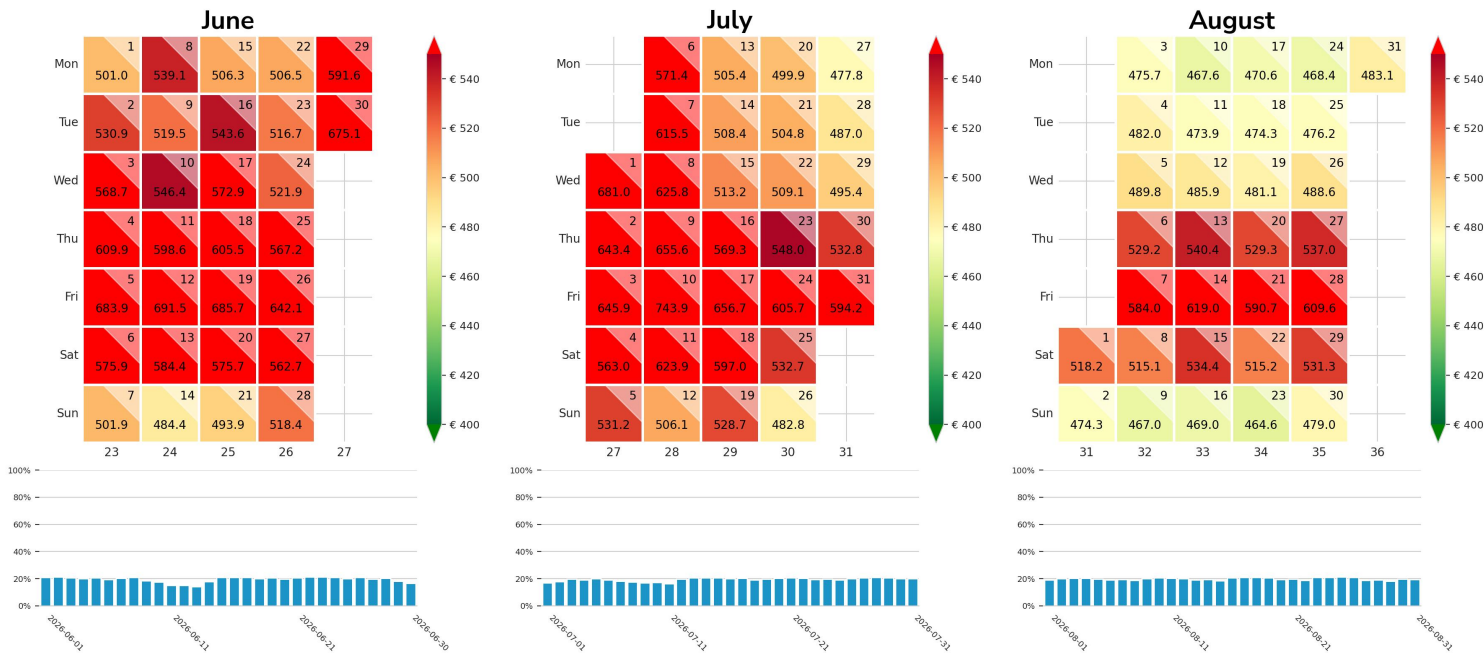 June July August
1 8 15 22 29 6 13 20 27 3 10 17 24 31
Mon 501.0 539.1 506.3 506.5 591.6 € 540 Mon 571.4 505.4 499.9 477.8 € 540 Mon 475.7 467.6 470.6 468.4 483.1 € 540
2 9 16 23 30 7 14 21 28 4 11 18 25
Tue 530.9 519.5 543.6 516.7 675.1 € 520 Tue 615.5 508.4 504.8 487.0 € 520 Tue 482.0 473.9 474.3 476.2 € 520
3 10 17 24 1 8 15 22 29 5 12 19 26
Wed 568.7 546.4 572.9 521.9 € 500 Wed 681.0 625.8 513.2 509.1 495.4 € 500 Wed 489.8 485.9 481.1 488.6 € 500
4 11 18 25 2 9 16 23 30 6 13 20 27
Thu 609.9 598.6 605.5 567.2 € 480 Thu 643.4 655.6 569.3 548.0 532.8 € 480 Thu 529.2 540.4 529.3 537.0 € 480
€ 460 € 460 € 460
5 12 19 26 3 10 17 24 31 7 14 21 28
Fri 683.9 691.5 685.7 642.1 Fri 645.9 743.9 656.7 605.7 594.2 Fri 584.0 619.0 590.7 609.6
€ 440 € 440 € 440
6 13 20 27 4 11 18 25 1 8 15 22 29
Sat 575.9 584.4 575.7 562.7 € 420 Sat 563.0 623.9 597.0 532.7 € 420 Sat 518.2 515.1 534.4 515.2 531.3 € 420
7 14 21 28 5 12 19 26 2 9 16 23 30
Sun 501.9 484.4 493.9 518.4 € 400 Sun 531.2 506.1 528.7 482.8 € 400 Sun 474.3 467.0 469.0 464.6 479.0 € 400
23 24 25 26 27 27 28 29 30 31 31 32 33 34 35 36
100% 100% 100%
80% 80% 80%
60% 60% 60%
40% 40% 40%
20% 20% 20%
0% 0% 0%
2026-06-01 2026-06-11 2026-06-21 2026-06-30 2026-07-01 2026-07-11 2026-07-21 2026-07-31 2026-08-01 2026-08-11 2026-08-21 2026-08-31